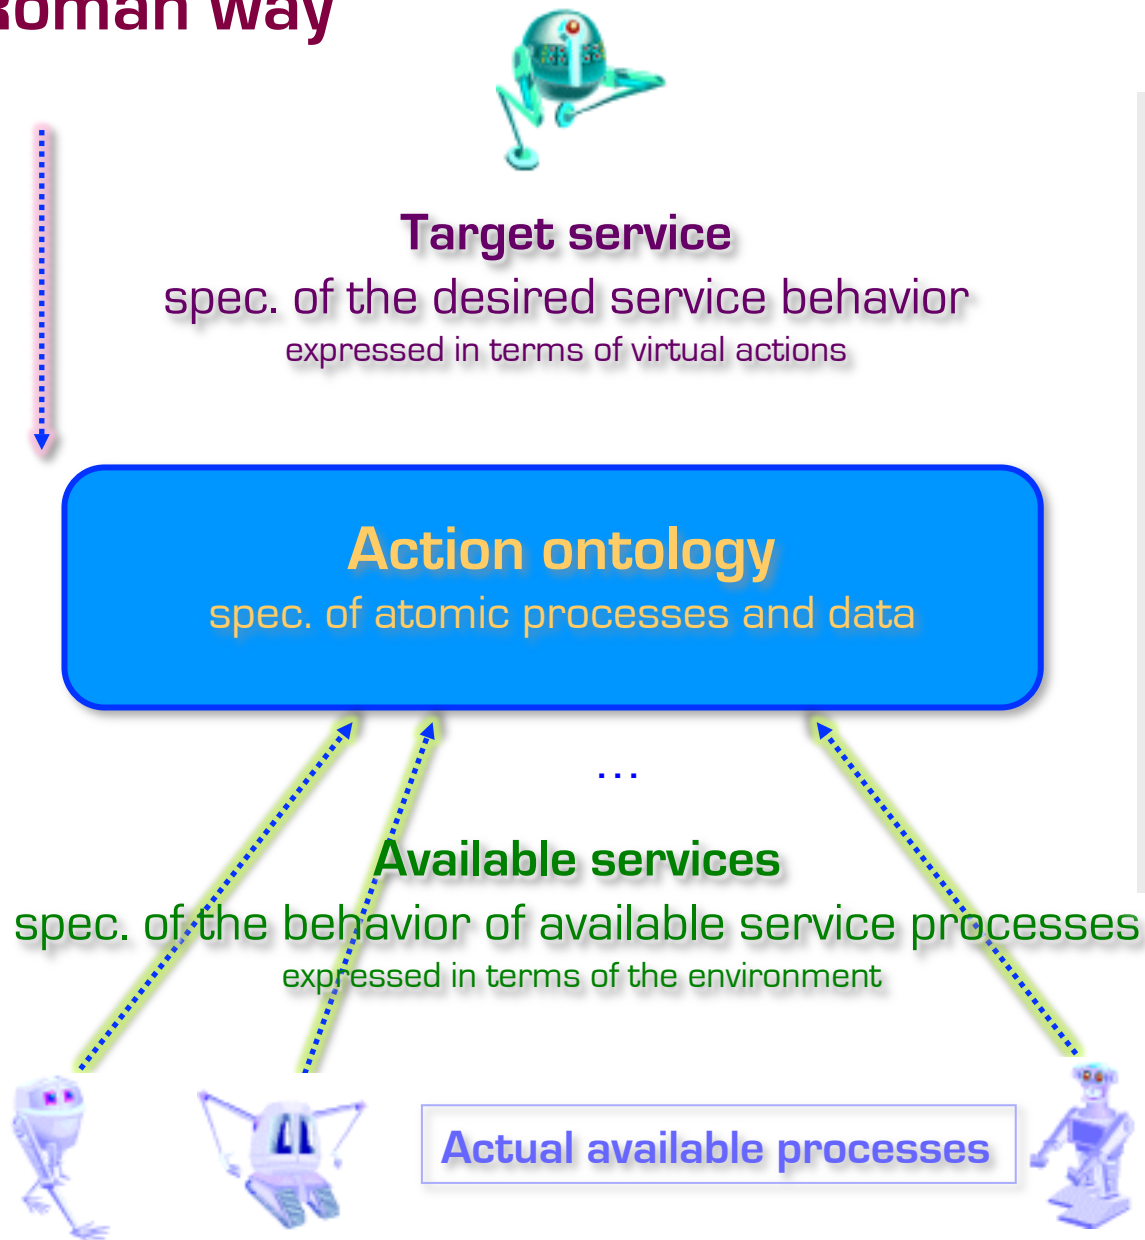 Roman way
Target service
spec. of the desired service behavior
expressed in terms of virtual actions
Action ontology
spec. of atomic processes and data
...
Available services
spec. of the behavior of available service processes
expressed in terms of the environment
Actual available processes